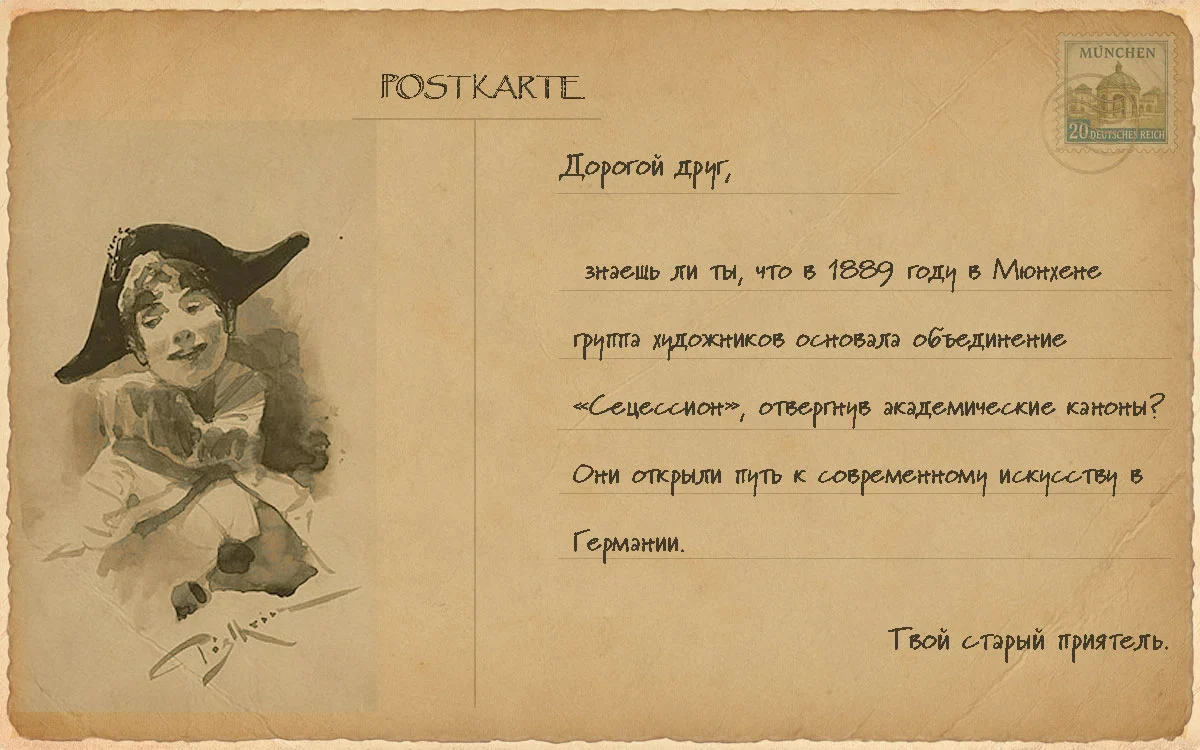 POSTKARTE
MÜNCHEN
20 DEUTSCHES REICH
Дорогой друг,
знаешь ли ты, что в 1889 году в Мюнхене
группа художников основала объединение
«Сецессион», отвергнув академические каноны?
Они открыли путь к современному искусству в
Германии.
Твой старый приятель.